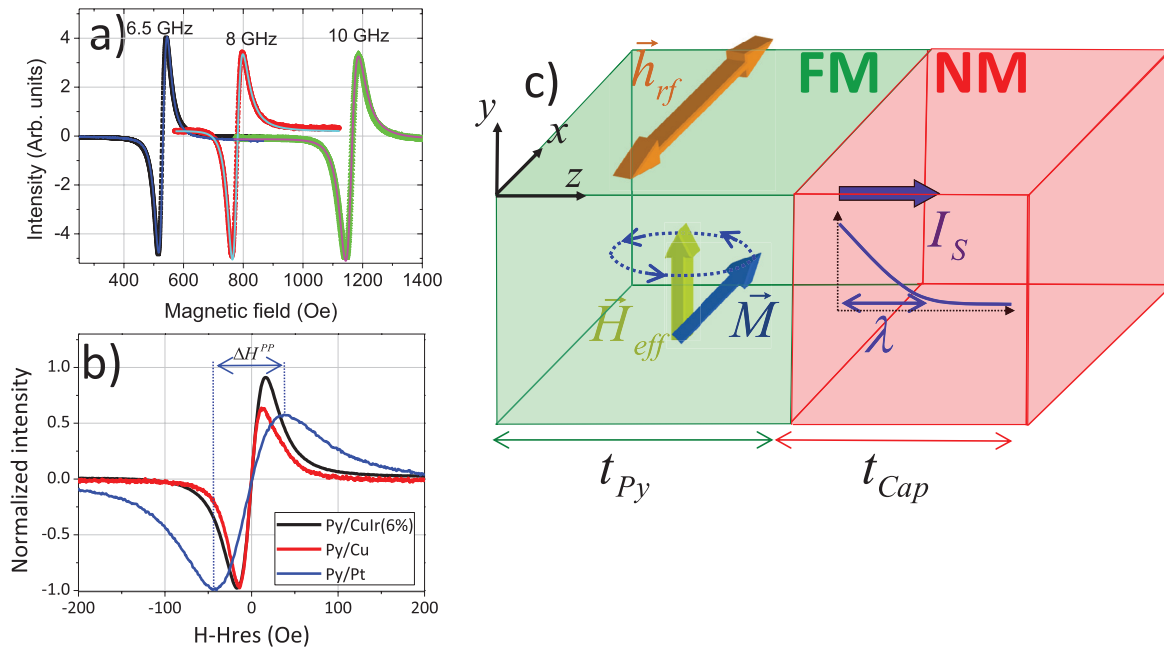 a)
6.5 GHz
8 GHz
10 GHz
4
2
0
-2
-4
Intensity (Arb. units)
400
600
800
1000
1200
1400
Magnetic field (Oe)
b)
ΔH^PP
1.0
0.5
0.0
-0.5
-1.0
Normalized intensity
Py/CuIr(6%)
Py/Cu
Py/Pt
-200
-100
0
100
200
H-Hres (Oe)
c)
h_rf
FM
NM
y
x
z
H_eff
M
I_S
λ
t_Py
t_Cap